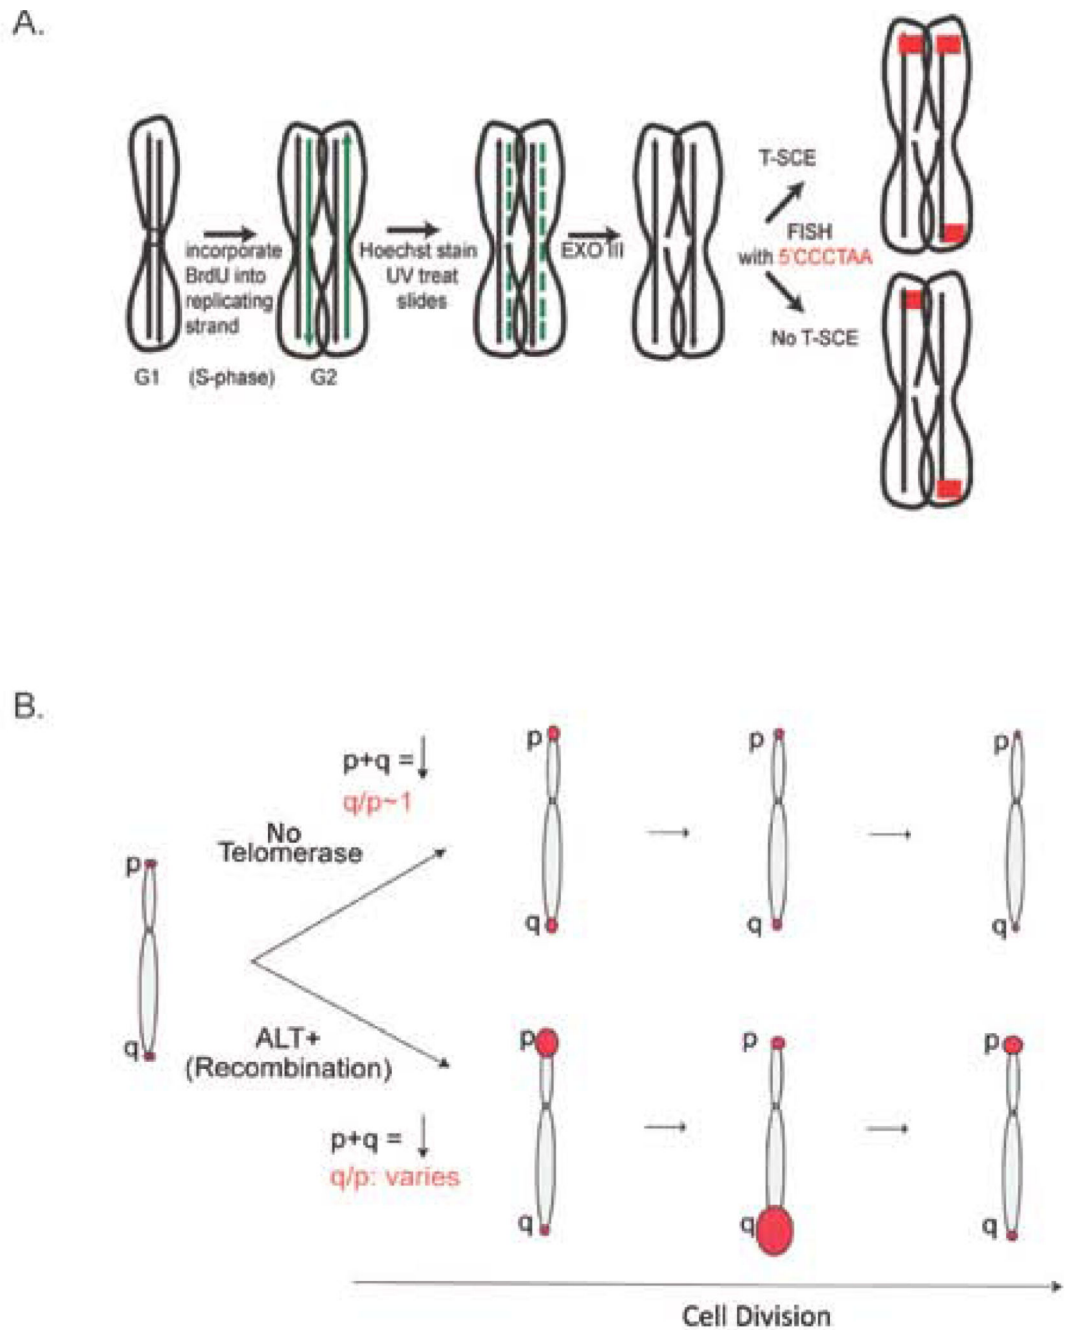 A.
incorporate
BrdU into
replicating
strand
Hoechst stain
UV treat
slides
EXO III
T-SCE
FISH
with 5'CCCTAA
No T-SCE
G1
(S-phase)
G2
B.
p+q = ↓
q/p~1
No
Telomerase
p
q
p
q
p
q
p
q
ALT+
(Recombination)
p+q = ↓
q/p: varies
p
q
p
q
p
q
Cell Division